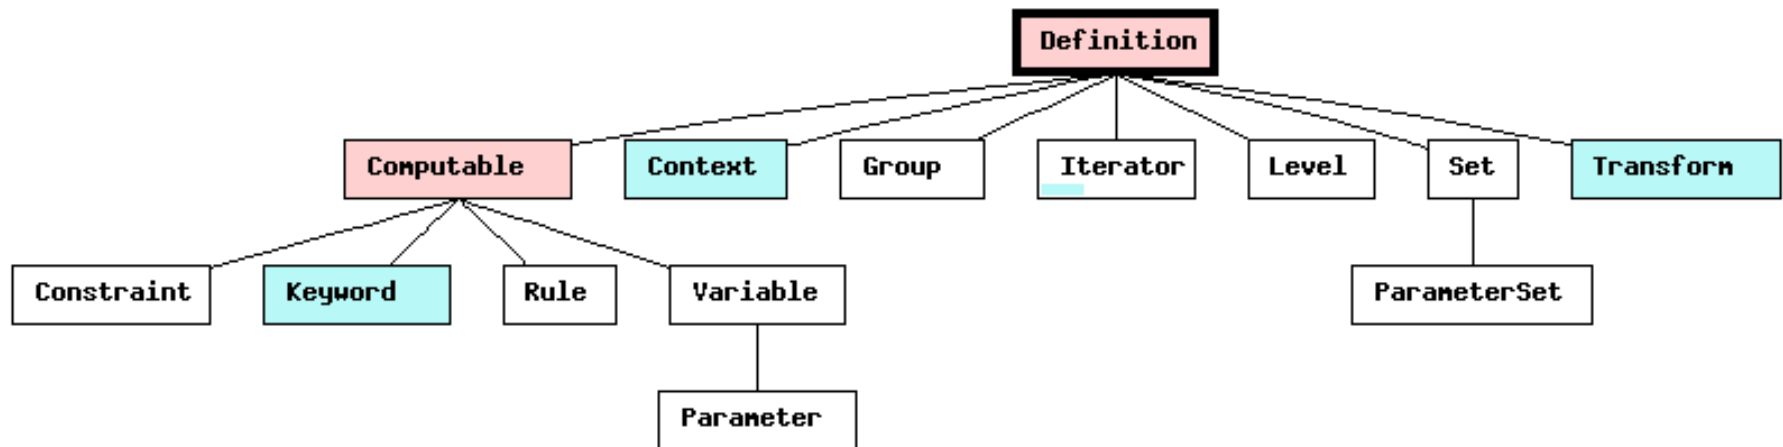 Definition
Computable
Context
Group
Iterator
Level
Set
Transform
Constraint
Keyword
Rule
Variable
ParameterSet
Parameter